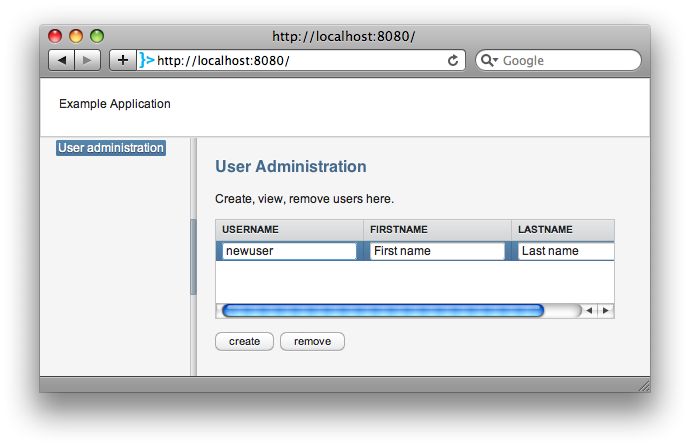 http://localhost:8080/
}> http://localhost:8080/
Google
Example Application
User administration
User Administration
Create, view, remove users here.
USERNAME FIRSTNAME LASTNAME
newuser First name Last name
create remove